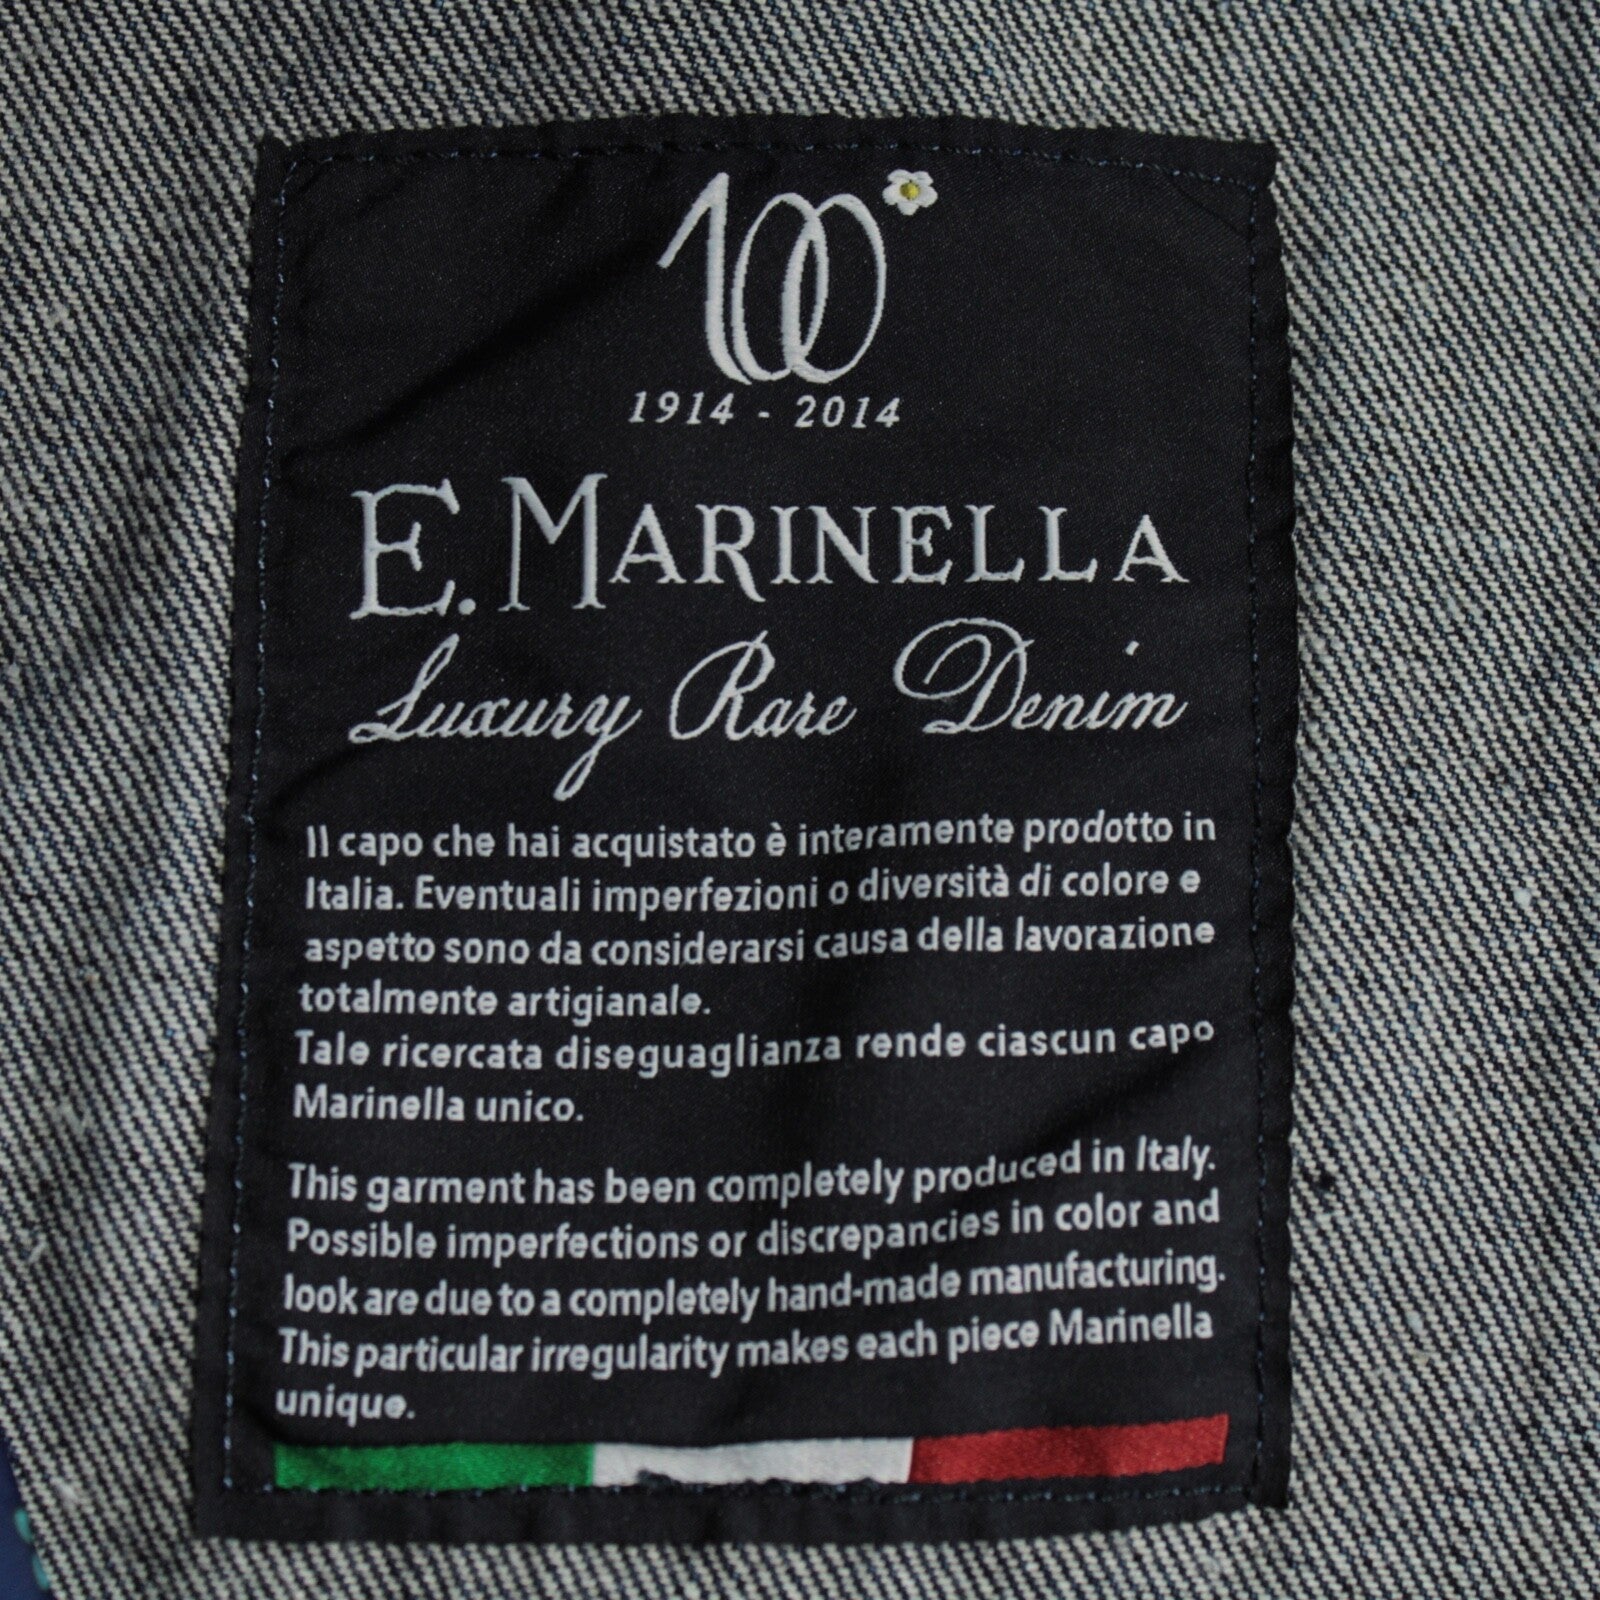 100
1914 - 2014
E. MARINELLA
Luxury Rare Denim
Il capo che hai acquistato è interamente prodotto in
Italia. Eventuali imperfezioni o diversità di colore e
aspetto sono da considerarsi causa della lavorazione
totalmente artigianale.
Tale ricercata diseguaglianza rende ciascun capo
Marinella unico.
This garment has been completely produced in Italy.
Possible imperfections or discrepancies in color and
look are due to a completely hand-made manufacturing.
This particular irregularity makes each piece Marinella
unique.